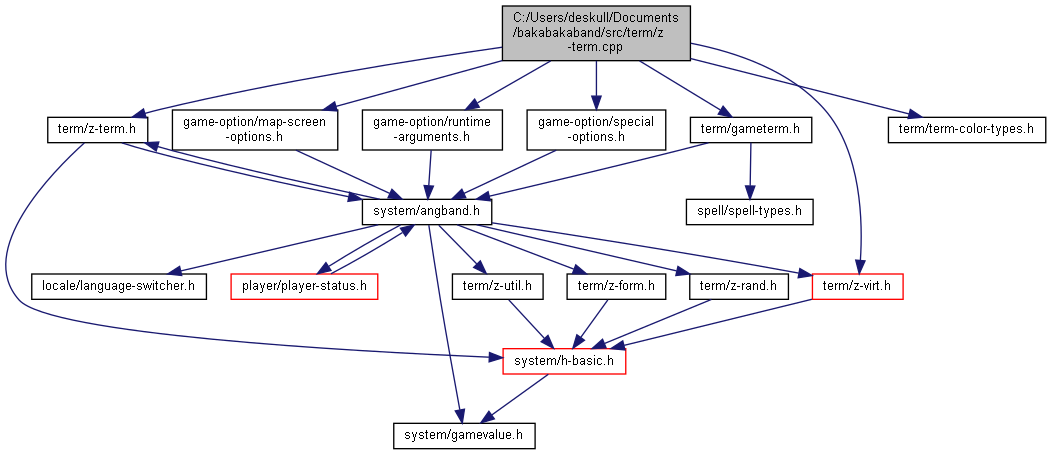 C:/Users/deskull/Documents
/bakabakaband/src/term/z
-term.cpp
term/z-term.h
game-option/map-screen
-options.h
game-option/runtime
-arguments.h
game-option/special
-options.h
term/gameterm.h
term/term-color-types.h
system/angband.h
spell/spell-types.h
locale/language-switcher.h
player/player-status.h
term/z-util.h
term/z-form.h
term/z-rand.h
term/z-virt.h
system/h-basic.h
system/gamevalue.h